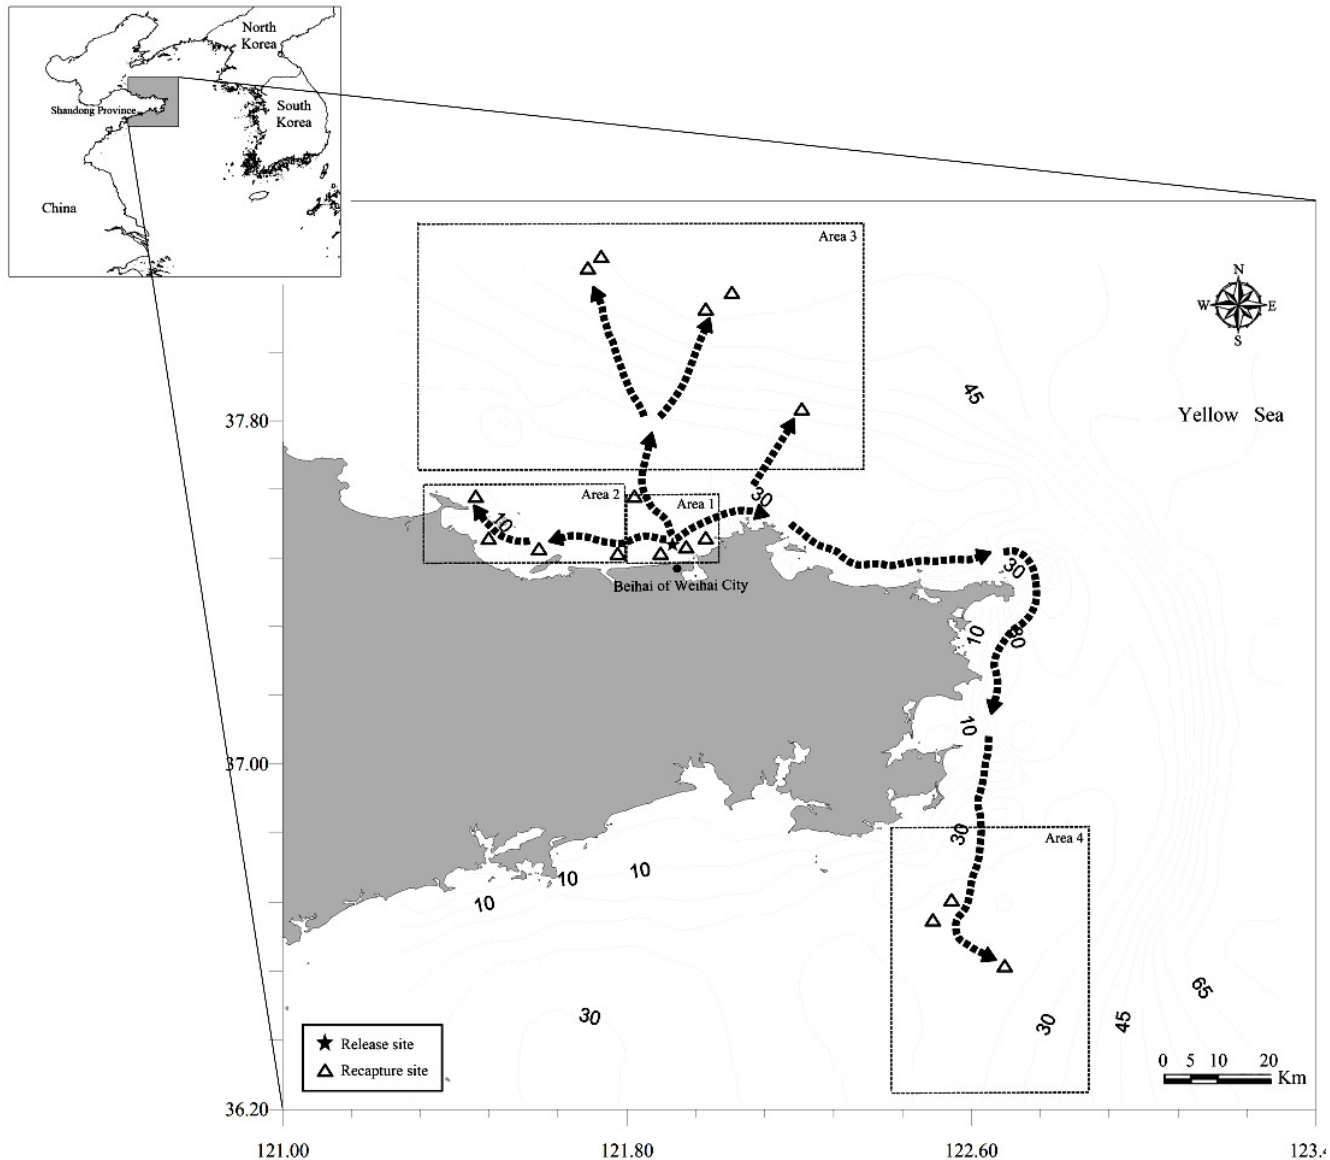 North
Korea
Shandong Province
South
Korea
China
Area 3
N
W
E
S
45
37.80
Yellow Sea
Area 2
Area 1
30
10
Beihai of Weihai City
30
10
30
10
37.00
30
Area 4
10
10
10
65
30
30
45
Release site
Recapture site
0 5 10 20
Km
36.20
121.00
121.80
122.60